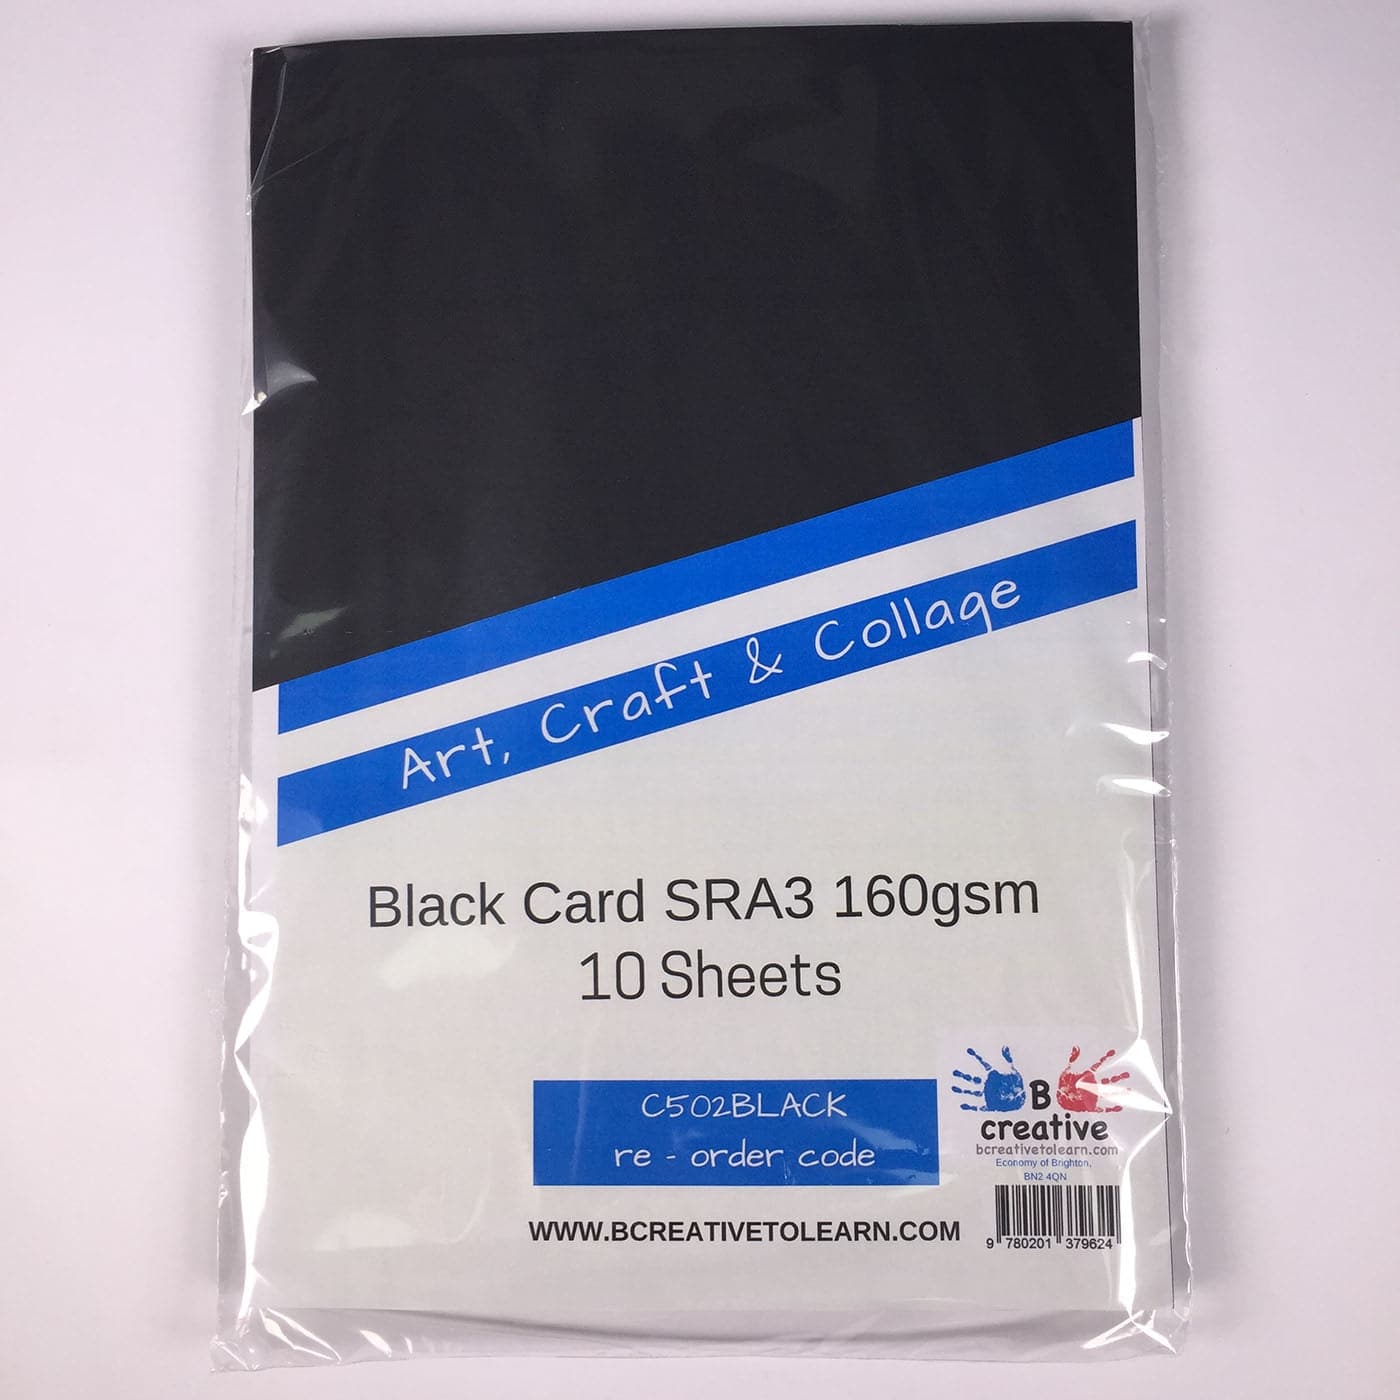 Art, Craft & Collage
Black Card SRA3 160gsm
10 Sheets
C502BLACK
re - order code
B
creative
bcreativetolearn.com
Economy of Brighton,
BN2 4QN
WWW.BCREATIVETOLEARN.COM
9 780201 379624